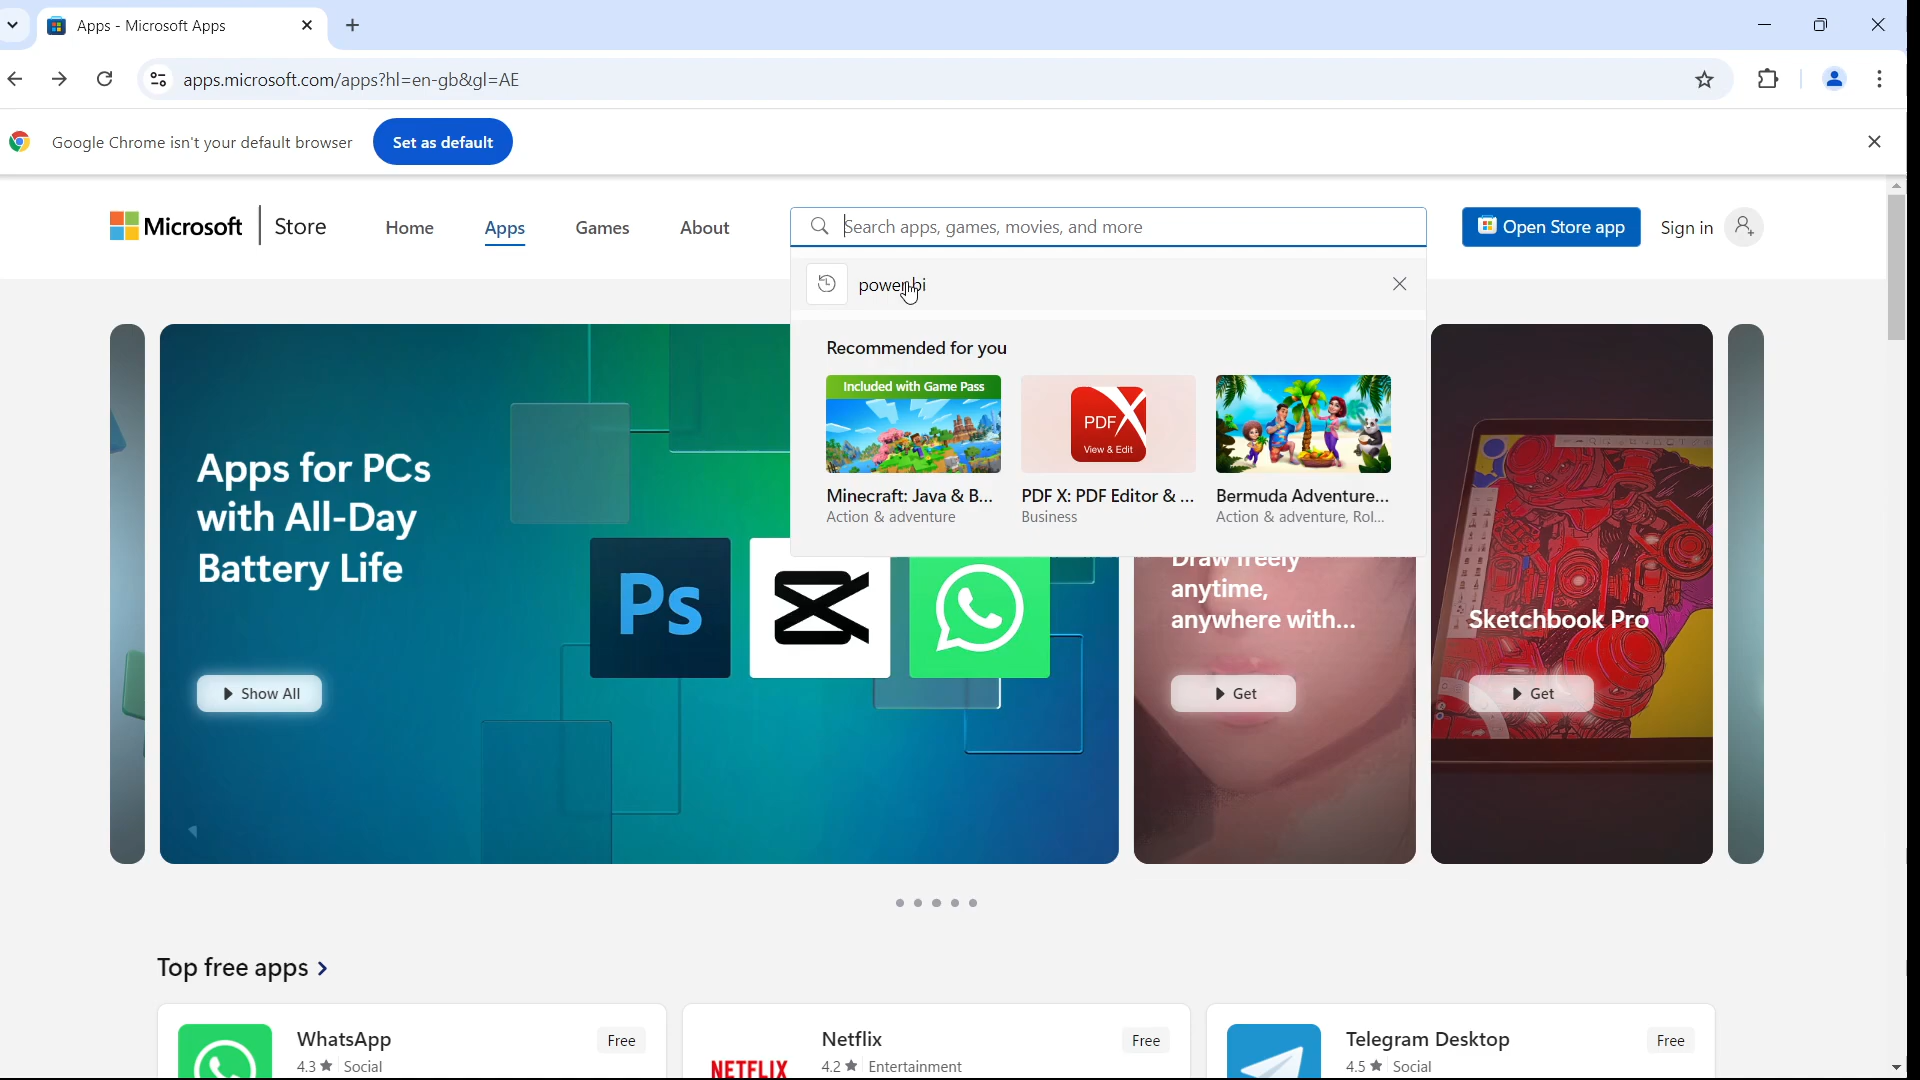 Apps - Microsoft Apps
apps.microsoft.com/apps?hl=en-gb&gl=AE
Google Chrome isn't your default browser
Set as default
Microsoft
Store
Home
Apps
Games
About
Search apps, games, movies, and more
Open Store app
Sign in
power bi
Recommended for you
Included with Game Pass
PDF X
View & Edit
Minecraft: Java & B...
Action & adventure
PDF X: PDF Editor & ...
Business
Bermuda Adventure...
Action & adventure, Rol...
Apps for PCs
with All-Day
Battery Life
Show All
Ps
Draw freely
anytime,
anywhere with...
Get
Sketchbook Pro
Get
Top free apps
WhatsApp
Free
4.3 ★ Social
NETFLIX
Netflix
Free
4.2 ★ Entertainment
Telegram Desktop
Free
4.5 ★ Social